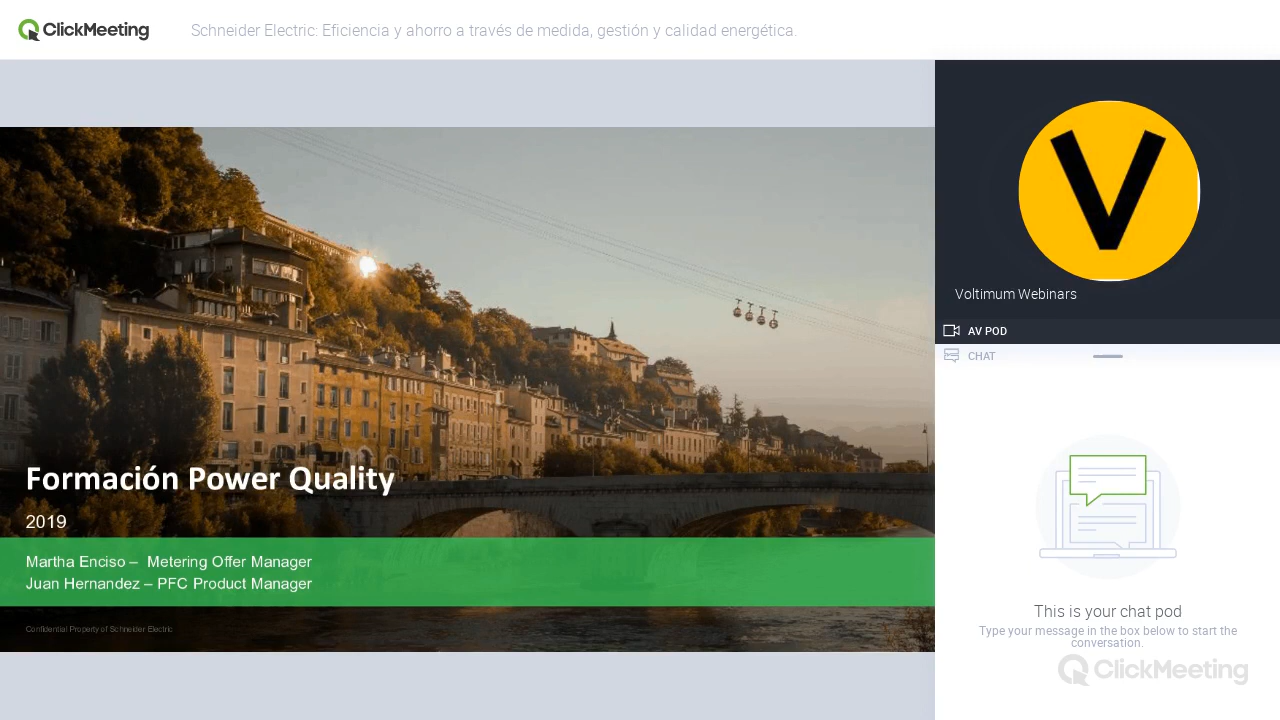 ClickMeeting
Schneider Electric: Eficiencia y ahorro a través de medida, gestión y calidad energética.
V
Voltimum Webinars
AV POD
CHAT
Formación Power Quality
2019
Martha Enciso – Metering Offer Manager
Juan Hernandez – PFC Product Manager
Confidential Property of Schneider Electric
This is your chat pod
Type your message in the box below to start the
conversation.
ClickMeeting